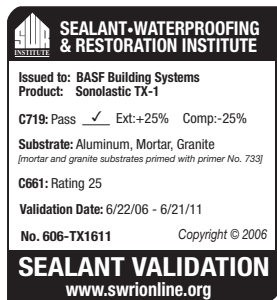 SWR
INSTITUTE
SEALANT•WATERPROOFING
& RESTORATION INSTITUTE
Issued to: BASF Building Systems
Product: Sonolastic TX-1
C719: Pass ✓ Ext:+25% Comp:-25%
Substrate: Aluminum, Mortar, Granite
[mortar and granite substrates primed with primer No. 733]
C661: Rating 25
Validation Date: 6/22/06 - 6/21/11
No. 606-TX1611 Copyright © 2006
SEALANT VALIDATION
www.swrionline.org